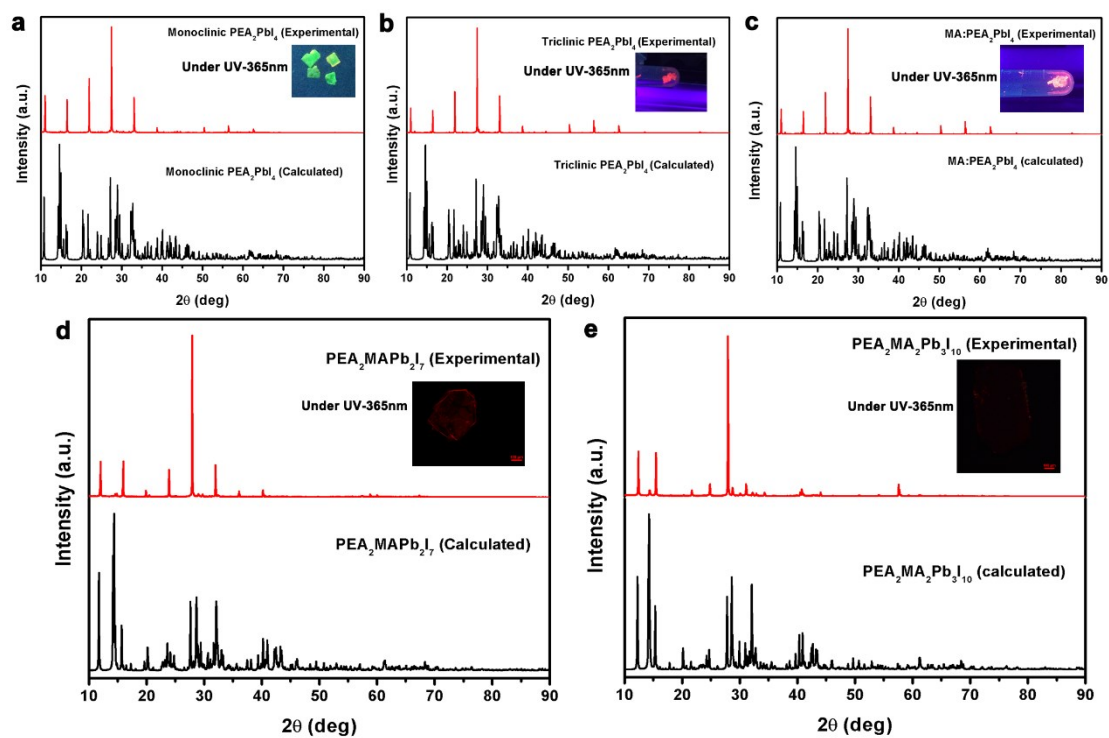 a
Monoclinic PEA₂PbI₄ (Experimental)
Under UV-365nm
Monoclinic PEA₂PbI₄ (Calculated)
Intensity (a.u.)
10 20 30 40 50 60 70 80 90
2θ (deg)
b
Triclinic PEA₂PbI₄ (Experimental)
Under UV-365nm
Triclinic PEA₂PbI₄ (Calculated)
Intensity (a.u.)
10 20 30 40 50 60 70 80 90
2θ (deg)
c
MA:PEA₂PbI₄ (Experimental)
Under UV-365nm
MA:PEA₂PbI₄ (calculated)
Intensity (a.u.)
10 20 30 40 50 60 70 80 90
2θ (deg)
d
PEA₂MAPb₂I₇ (Experimental)
Under UV-365nm
PEA₂MAPb₂I₇ (Calculated)
Intensity (a.u.)
10 20 30 40 50 60 70 80 90
2θ (deg)
e
PEA₂MA₂Pb₃I₁₀ (Experimental)
Under UV-365nm
PEA₂MA₂Pb₃I₁₀ (calculated)
Intensity (a.u.)
10 20 30 40 50 60 70 80 90
2θ (deg)